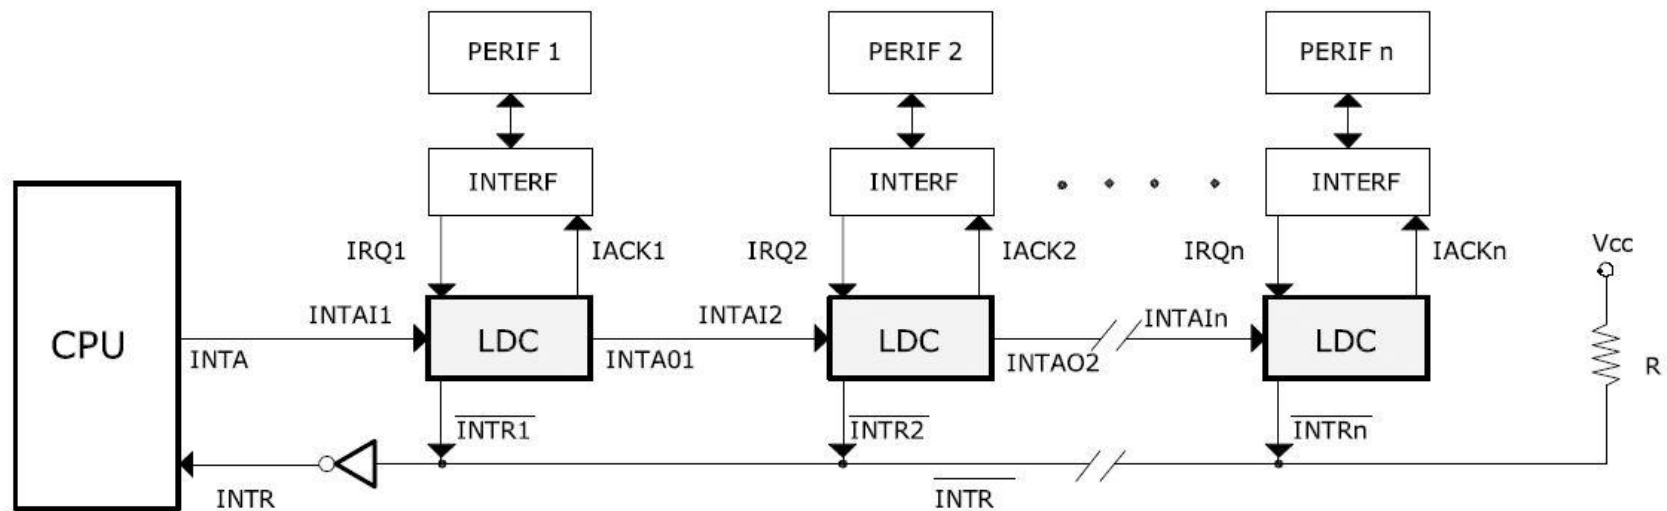 PERIF 1
PERIF 2
PERIF n
INTERF
INTERF
INTERF
IRQ1
IACK1
IRQ2
IACK2
IRQn
IACKn
Vcc
CPU
INTA
INTAI1
LDC
INTA01
INTAI2
LDC
INTAO2
INTAIn
LDC
R
INTR1
INTR2
INTRn
INTR
INTR